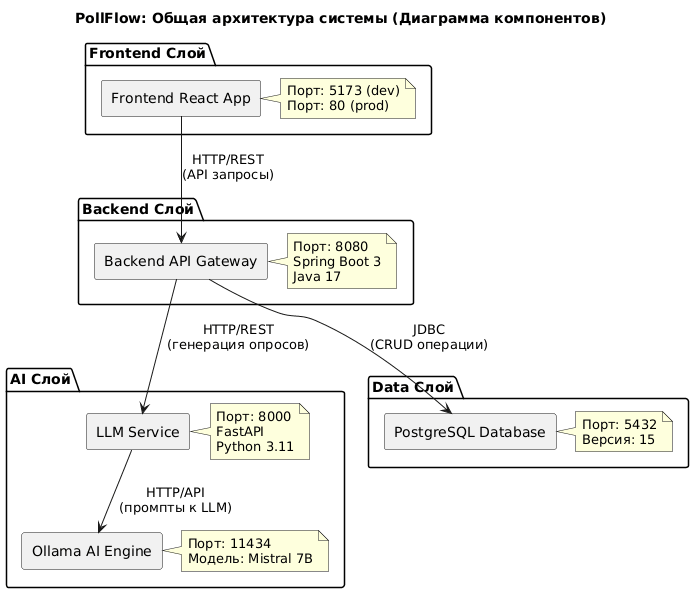 PollFlow: Общая архитектура системы (Диаграмма компонентов)
Frontend Слой
Frontend React App
Порт: 5173 (dev)
Порт: 80 (prod)
HTTP/REST
(API запросы)
Backend Слой
Backend API Gateway
Порт: 8080
Spring Boot 3
Java 17
HTTP/REST
(генерация опросов)
JDBC
(CRUD операции)
AI Слой
LLM Service
Порт: 8000
FastAPI
Python 3.11
Data Слой
PostgreSQL Database
Порт: 5432
Версия: 15
HTTP/API
(промпты к LLM)
Ollama AI Engine
Порт: 11434
Модель: Mistral 7B